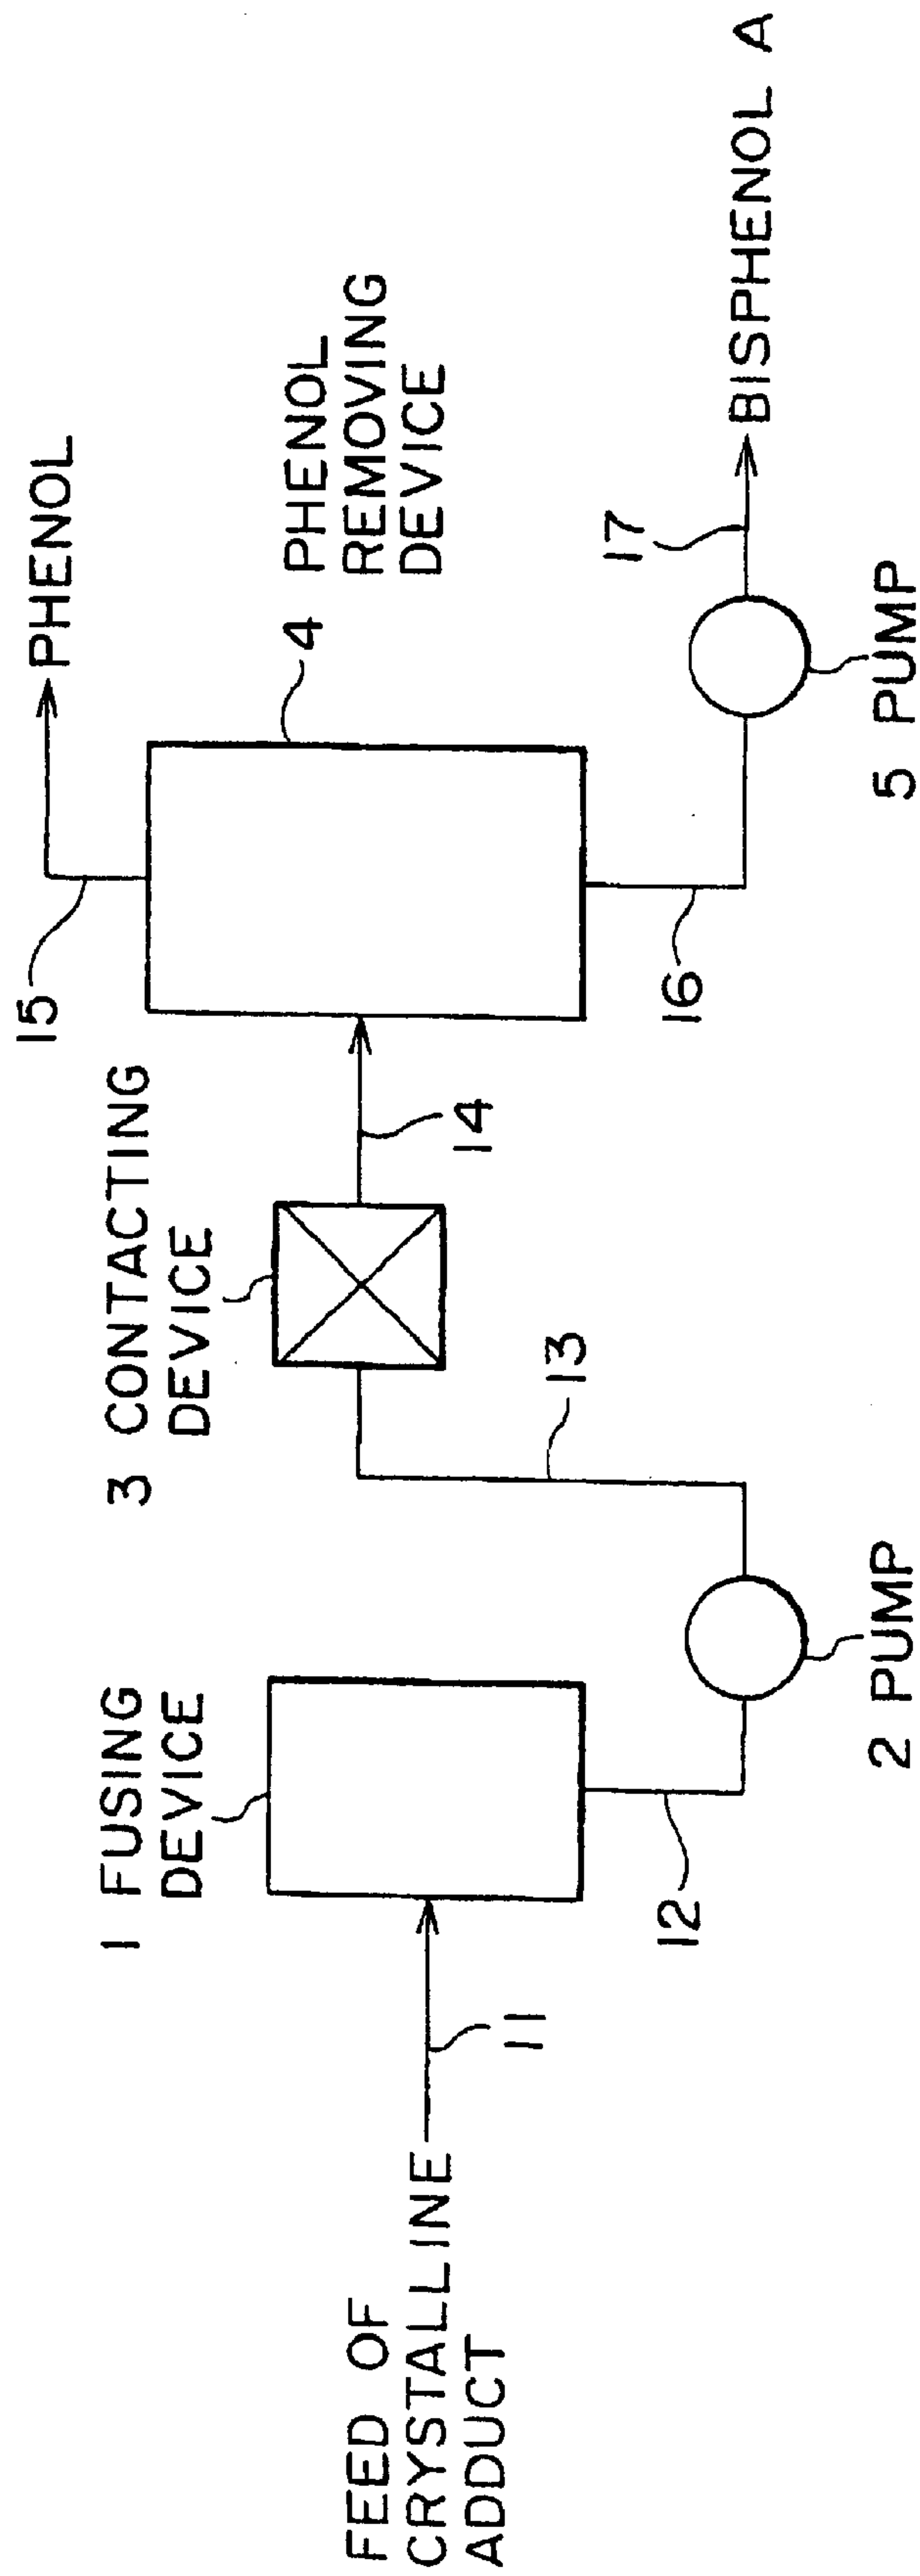 FEED OF
CRYSTALLINE
ADDUCT
11
1 FUSING
DEVICE
12
2 PUMP
13
3 CONTACTING
DEVICE
14
4
PHENOL
REMOVING
DEVICE
15
PHENOL
16
5 PUMP
17
BISPHENOL A